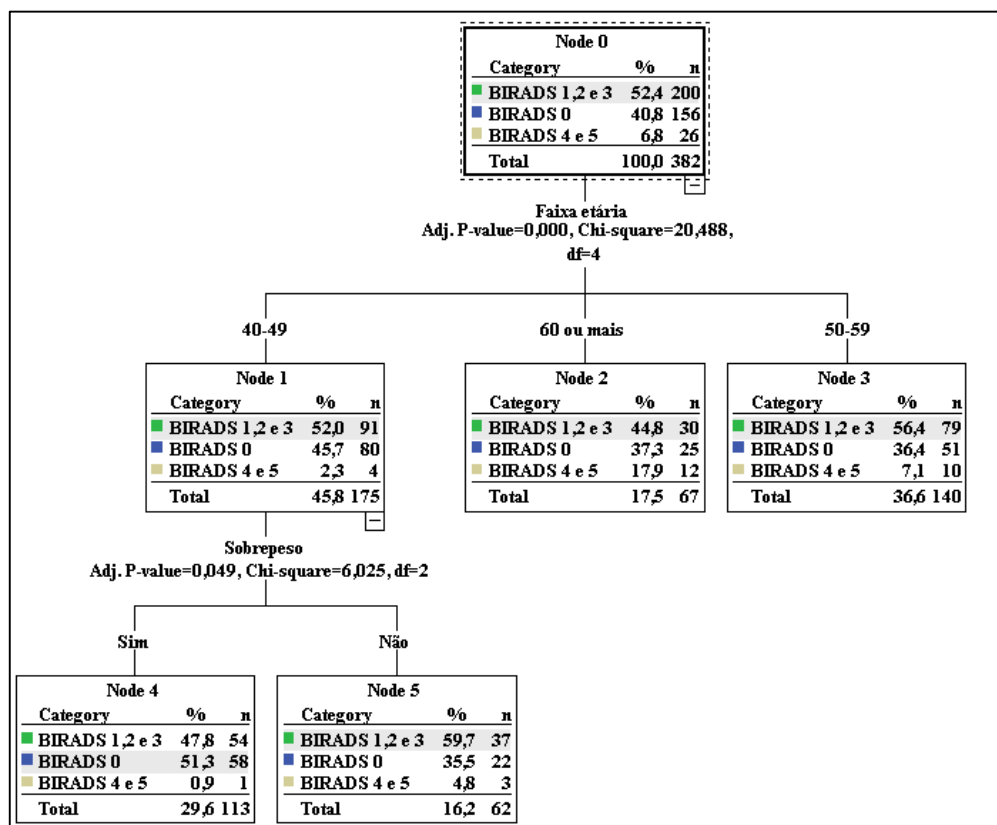 Node 0
Category % n
BIRADS 1,2 e 3 52,4 200
BIRADS 0 40,8 156
BIRADS 4 e 5 6,8 26
Total 100,0 382
Faixa etária
Adj. P-value=0,000, Chi-square=20,488,
df=4
40-49
60 ou mais
50-59
Node 1
Category % n
BIRADS 1,2 e 3 52,0 91
BIRADS 0 45,7 80
BIRADS 4 e 5 2,3 4
Total 45,8 175
Node 2
Category % n
BIRADS 1,2 e 3 44,8 30
BIRADS 0 37,3 25
BIRADS 4 e 5 17,9 12
Total 17,5 67
Node 3
Category % n
BIRADS 1,2 e 3 56,4 79
BIRADS 0 36,4 51
BIRADS 4 e 5 7,1 10
Total 36,6 140
Sobrepeso
Adj. P-value=0,049, Chi-square=6,025, df=2
Sim
Não
Node 4
Category % n
BIRADS 1,2 e 3 47,8 54
BIRADS 0 51,3 58
BIRADS 4 e 5 0,9 1
Total 29,6 113
Node 5
Category % n
BIRADS 1,2 e 3 59,7 37
BIRADS 0 35,5 22
BIRADS 4 e 5 4,8 3
Total 16,2 62